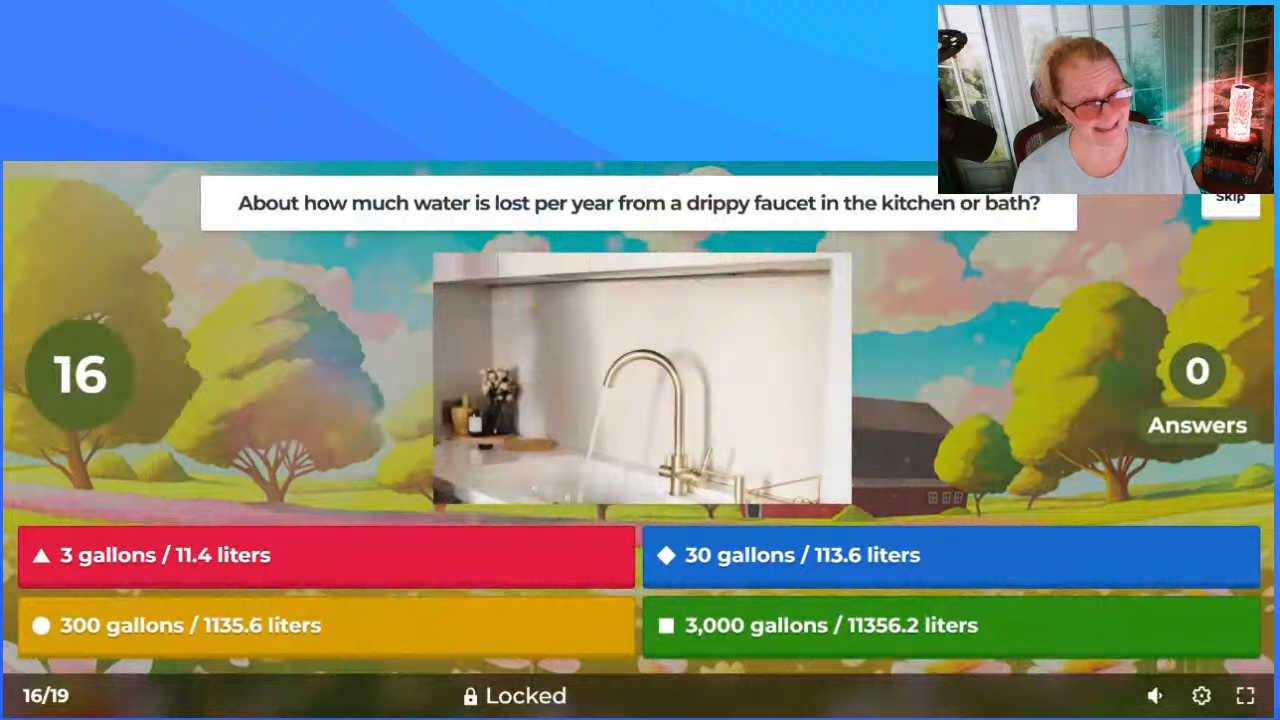 About how much water is lost per year from a drippy faucet in the kitchen or bath?
Skip
16
0
Answers
3 gallons / 11.4 liters
30 gallons / 113.6 liters
300 gallons / 1135.6 liters
3,000 gallons / 11356.2 liters
16/19
Locked